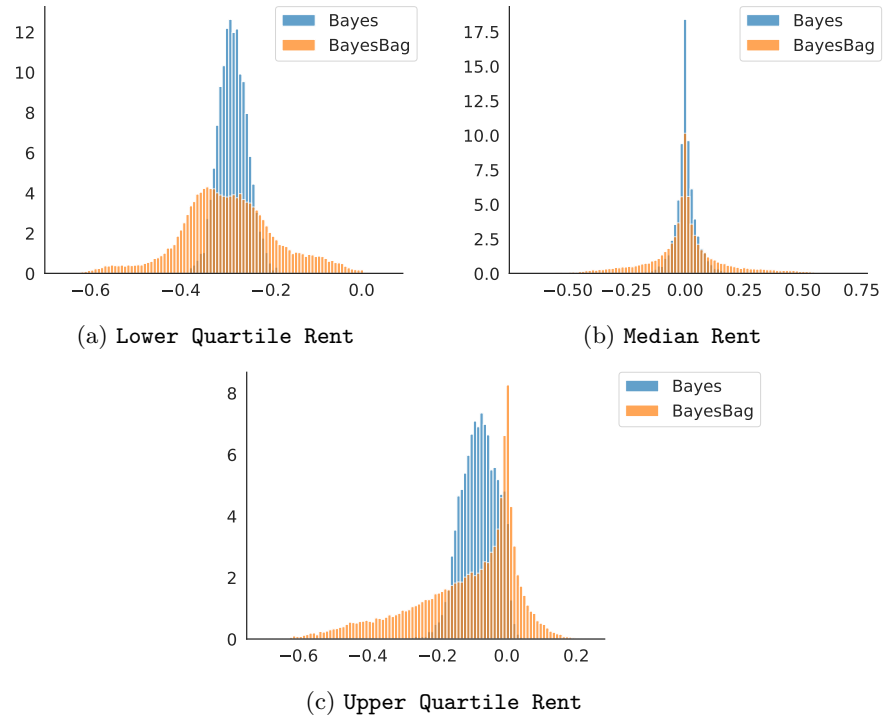 Bayes
BayesBag
12
10
8
6
4
2
0
−0.6 −0.4 −0.2 0.0
(a) Lower Quartile Rent
Bayes
BayesBag
17.5
15.0
12.5
10.0
7.5
5.0
2.5
0.0
−0.50 −0.25 0.00 0.25 0.50 0.75
(b) Median Rent
Bayes
BayesBag
8
6
4
2
0
−0.6 −0.4 −0.2 0.0 0.2
(c) Upper Quartile Rent